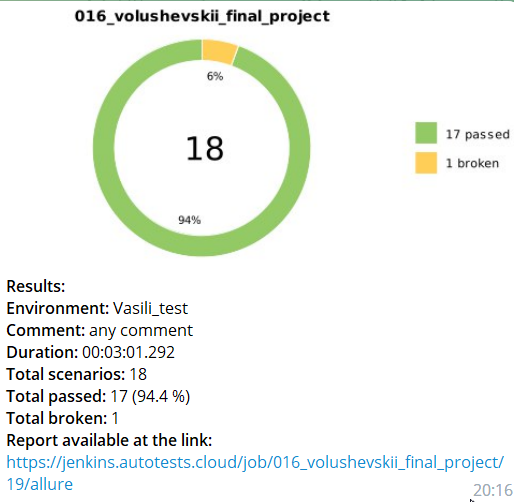 016_volushevskii_final_project
6%
18
17 passed
1 broken
94%
Results:
Environment: Vasili_test
Comment: any comment
Duration: 00:03:01.292
Total scenarios: 18
Total passed: 17 (94.4 %)
Total broken: 1
Report available at the link:
https://jenkins.autotests.cloud/job/016_volushevskii_final_project/
19/allure
20:16